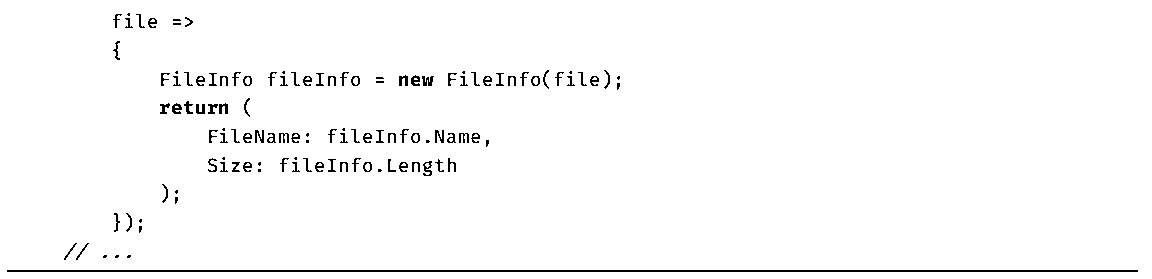 file =>
{
    FileInfo fileInfo = new FileInfo(file);
    return (
        FileName: fileInfo.Name,
        Size: fileInfo.Length
    );
});
// ...